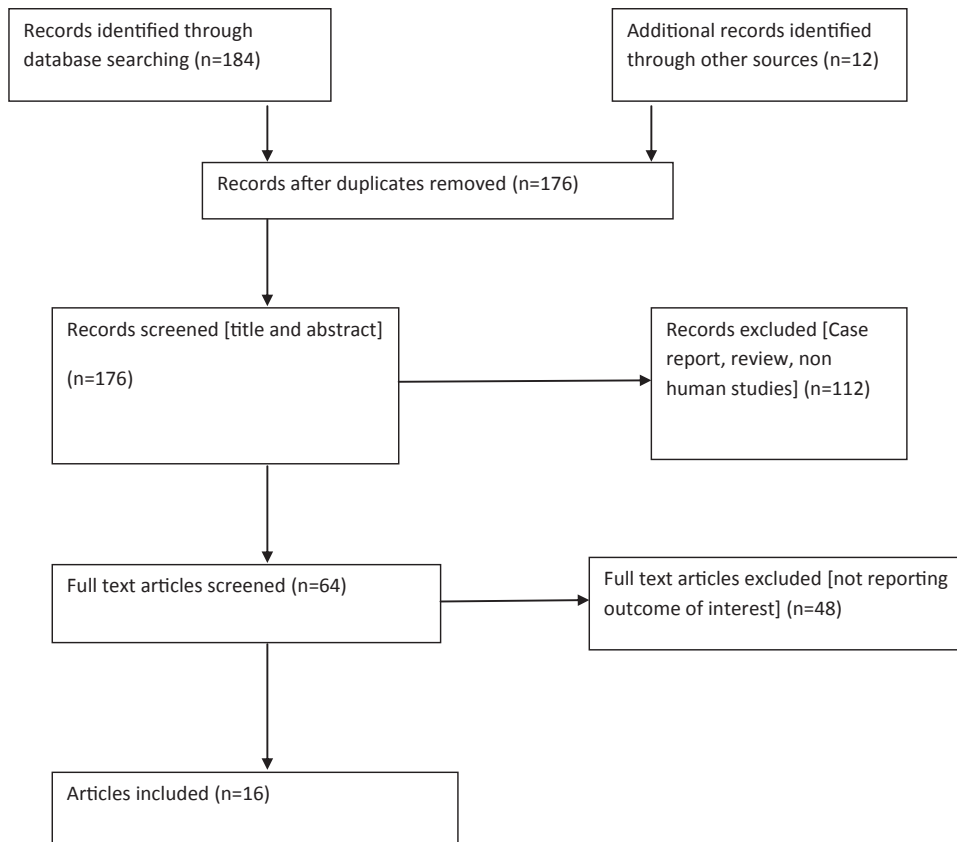 Records identified through
database searching (n=184)
Additional records identified
through other sources (n=12)
Records after duplicates removed (n=176)
Records screened [title and abstract]
(n=176)
Records excluded [Case
report, review, non
human studies] (n=112)
Full text articles screened (n=64)
Full text articles excluded [not reporting
outcome of interest] (n=48)
Articles included (n=16)